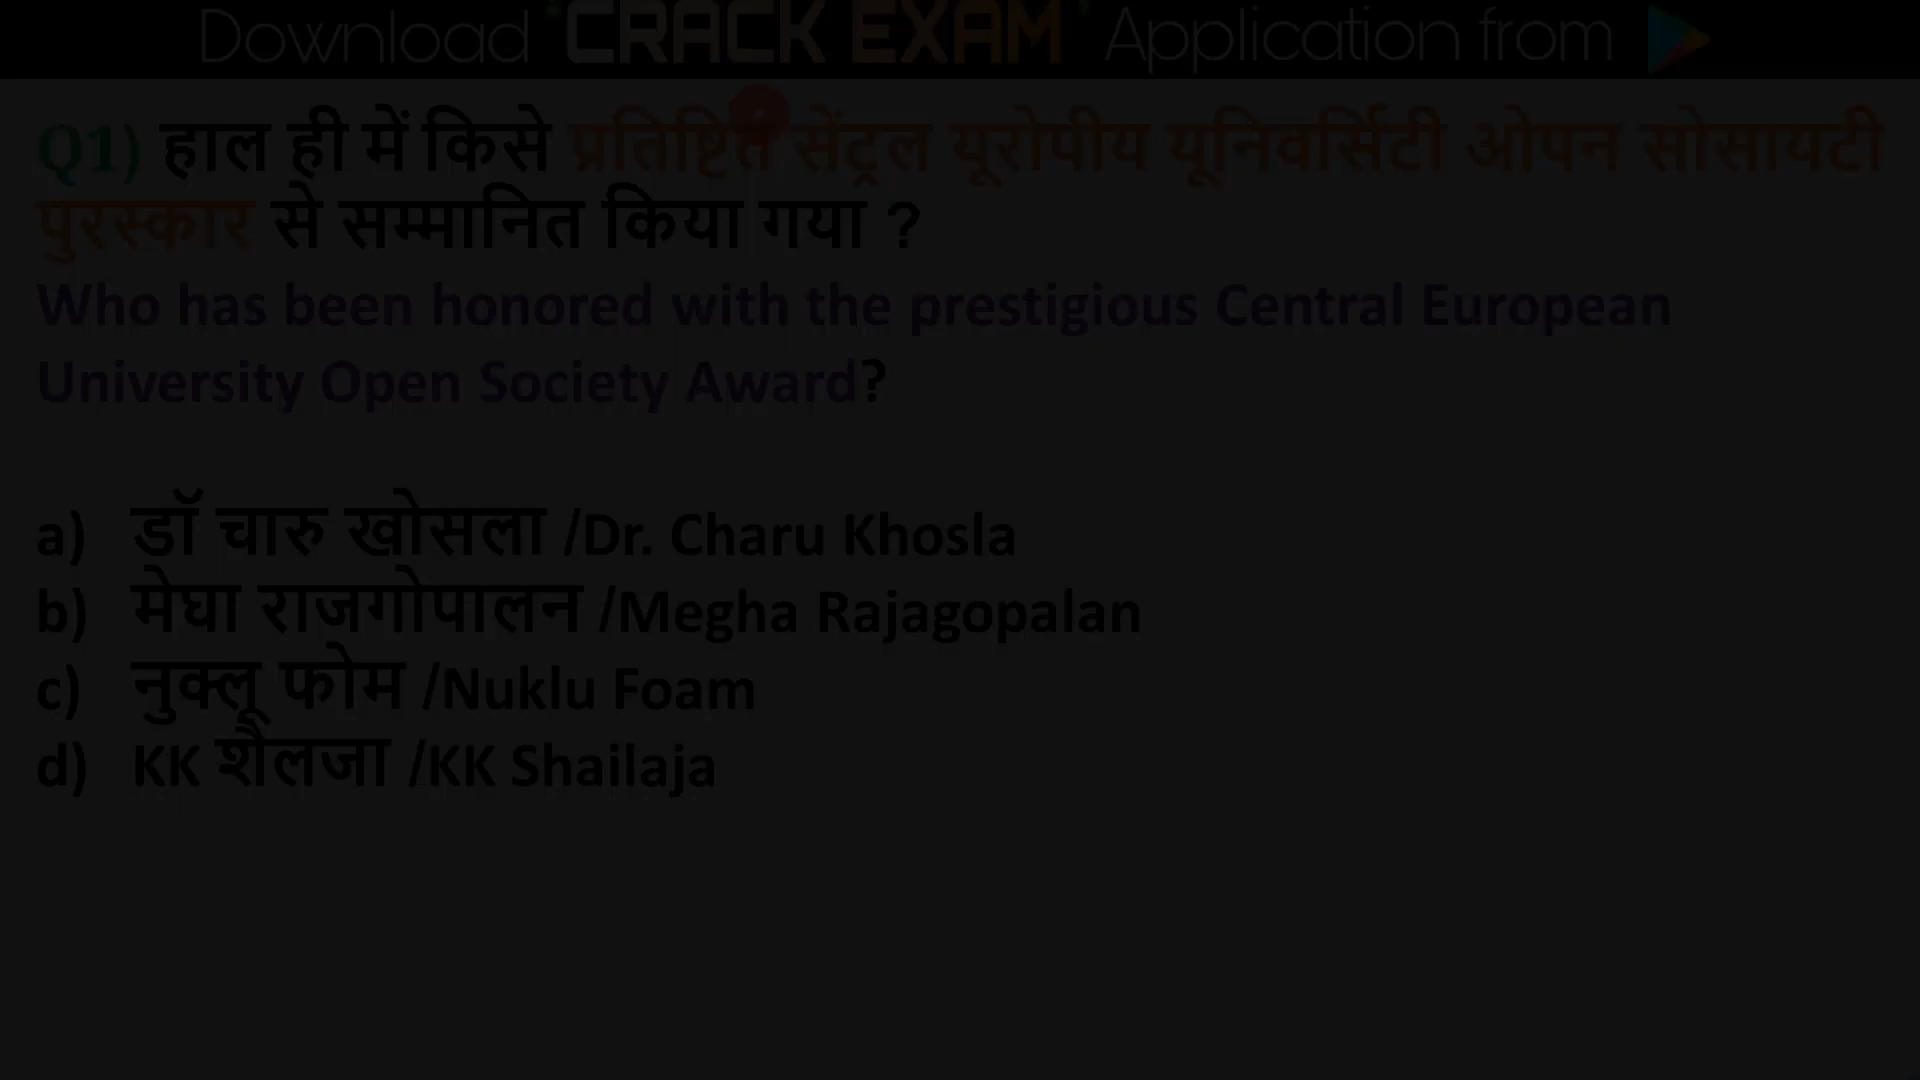 Download 'CRACK EXAM' Application from
Q1) हाल ही में किसे प्रतिष्टित सेंट्रल यूरोपीय यूनिवर्सिटी ओपन सोसायटी
पुरस्कार से सम्मानित किया गया ?
Who has been honored with the prestigious Central European
University Open Society Award?
a) डॉ चारु खोसला /Dr. Charu Khosla
b) मेघा राजगोपालन /Megha Rajagopalan
c) नुक्लू फोम /Nuklu Foam
d) KK शैलजा /KK Shailaja